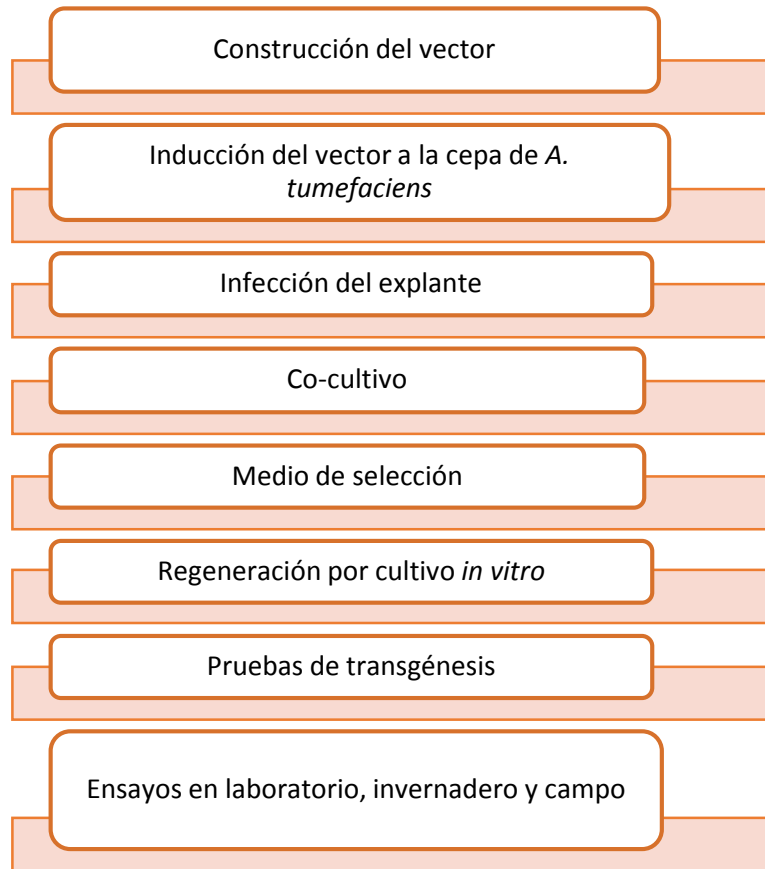 Construcción del vector
Inducción del vector a la cepa de A.
tumefaciens
Infección del explante
Co-cultivo
Medio de selección
Regeneración por cultivo in vitro
Pruebas de transgénesis
Ensayos en laboratorio, invernadero y campo